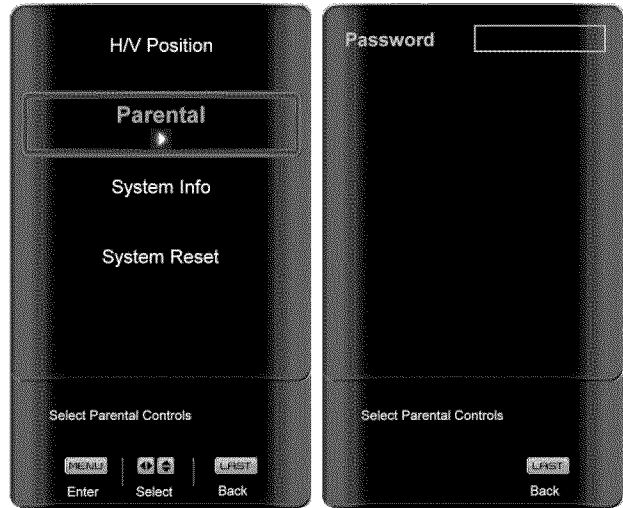 H/V Position
Parental
System Info
System Reset
Select Parental Controls
MENU LAST
Enter Select Back
Password
Select Parental Controls
LAST
Back